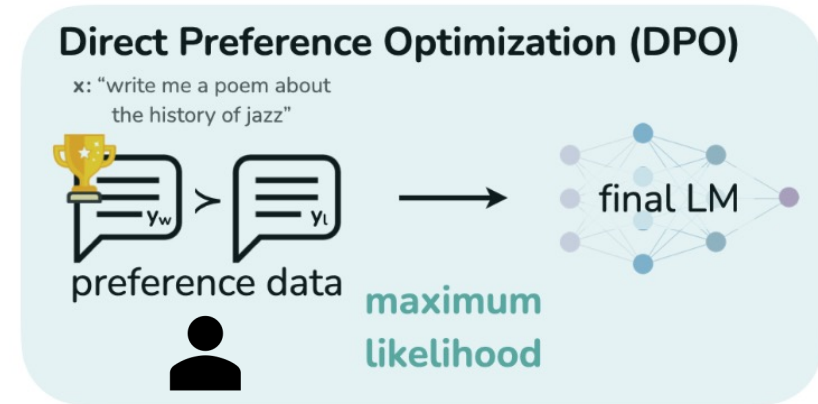 Direct Preference Optimization (DPO)
x: “write me a poem about
the history of jazz”
yw ≻ yl
final LM
preference data
maximum
likelihood